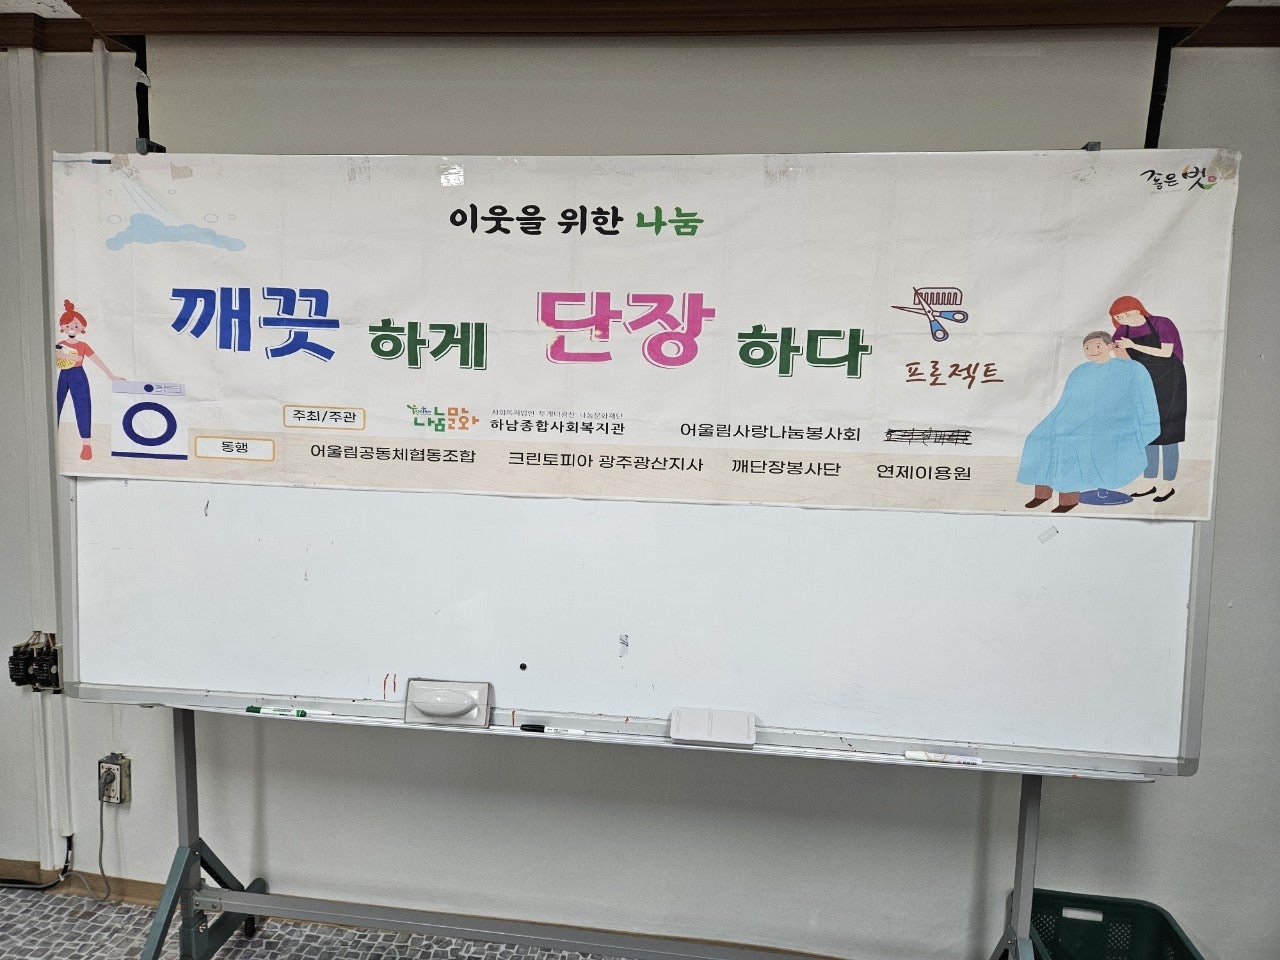 좋은 벗
이웃을 위한 나눔
깨끗 하게 단장 하다
프로젝트
주최/주관 나눔문화 하남종합사회복지관 어울림사랑나눔봉사회
동행 어울림공동체협동조합 크린토피아 광주광산지사 깨단장봉사단 연제이용원